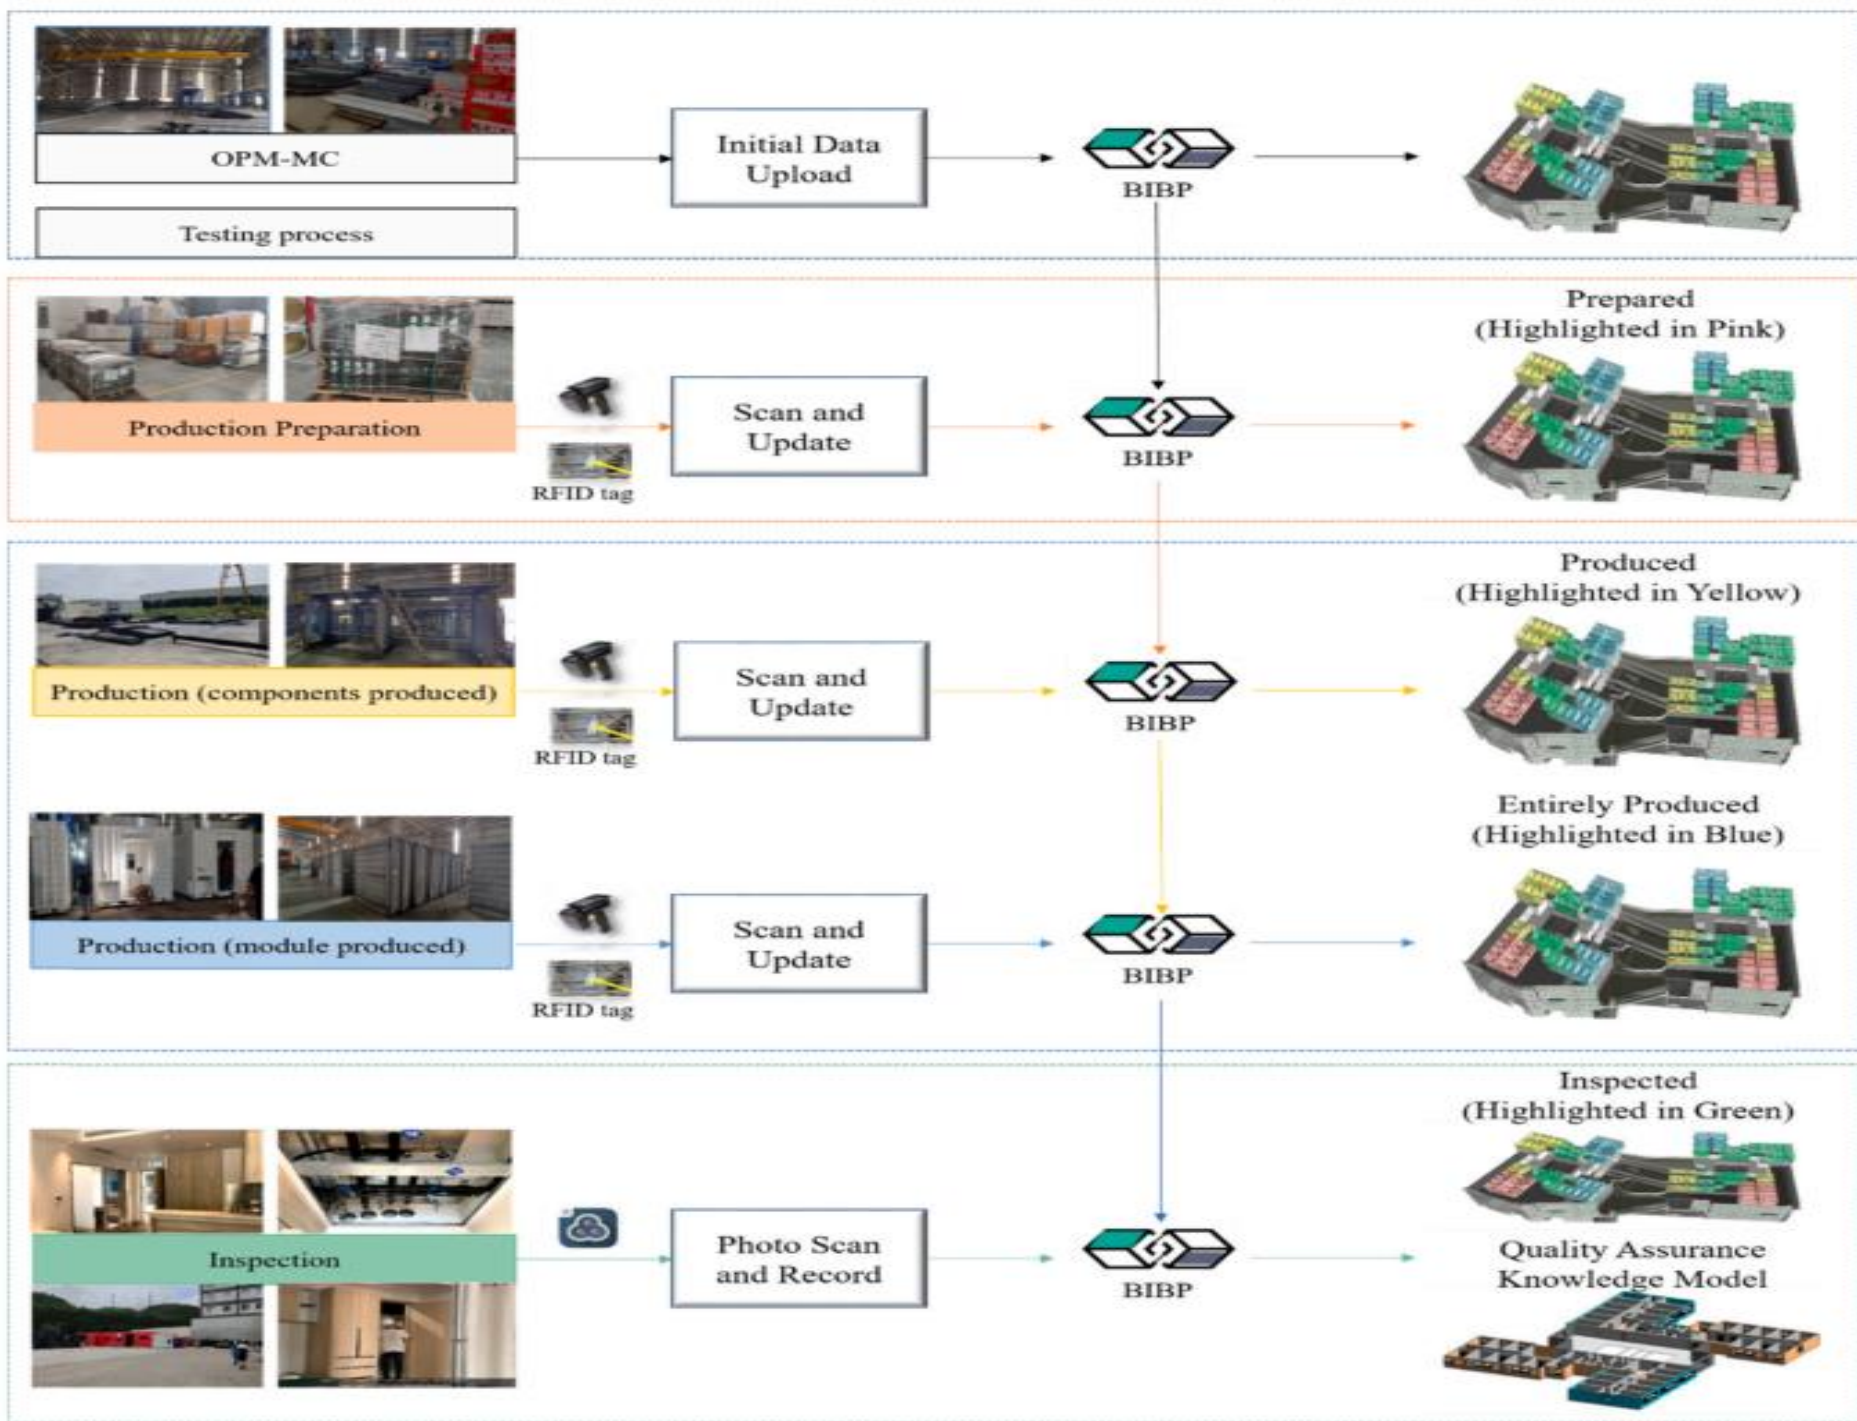 OPM-MC
Initial Data
Upload
BIBP
Testing process
Prepared
(Highlighted in Pink)
Production Preparation
RFID tag
Scan and
Update
BIBP
Produced
(Highlighted in Yellow)
Production (components produced)
RFID tag
Scan and
Update
BIBP
Entirely Produced
(Highlighted in Blue)
Production (module produced)
RFID tag
Scan and
Update
BIBP
Inspected
(Highlighted in Green)
Inspection
Photo Scan
and Record
BIBP
Quality Assurance
Knowledge Model